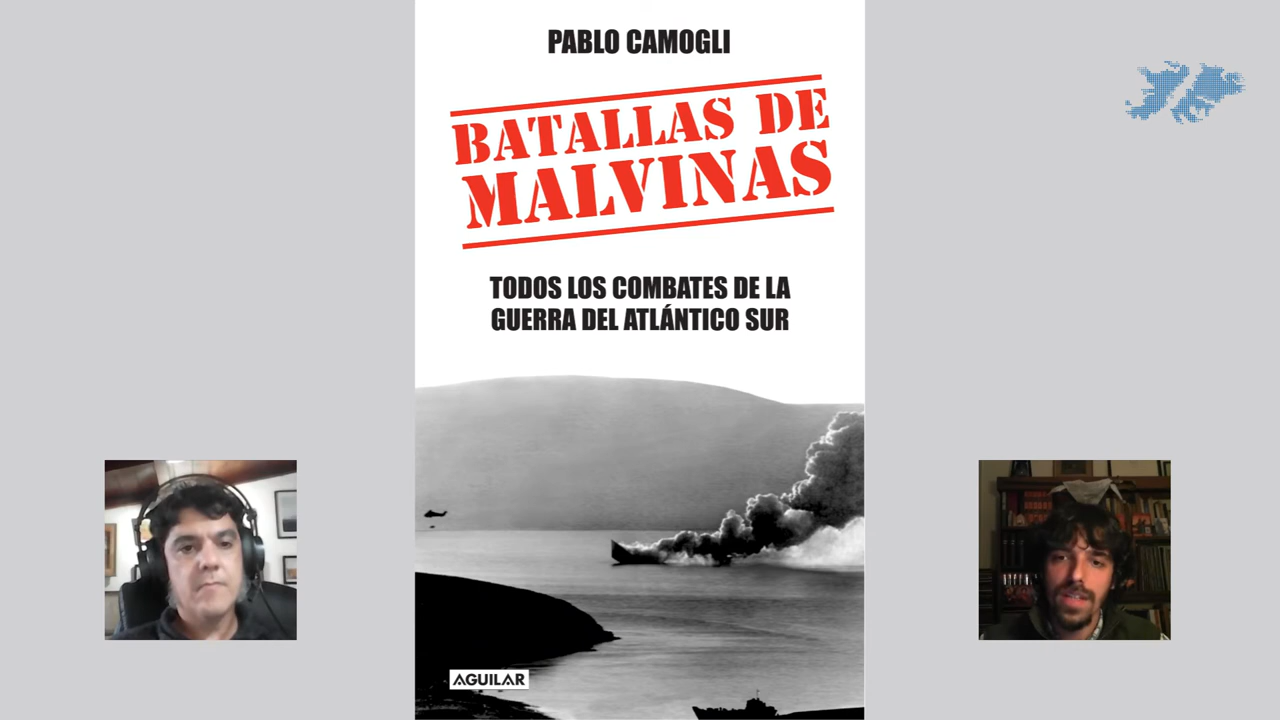 PABLO CAMOGLI
BATALLAS DE
MALVINAS
TODOS LOS COMBATES DE LA
GUERRA DEL ATLÁNTICO SUR
AGUILAR